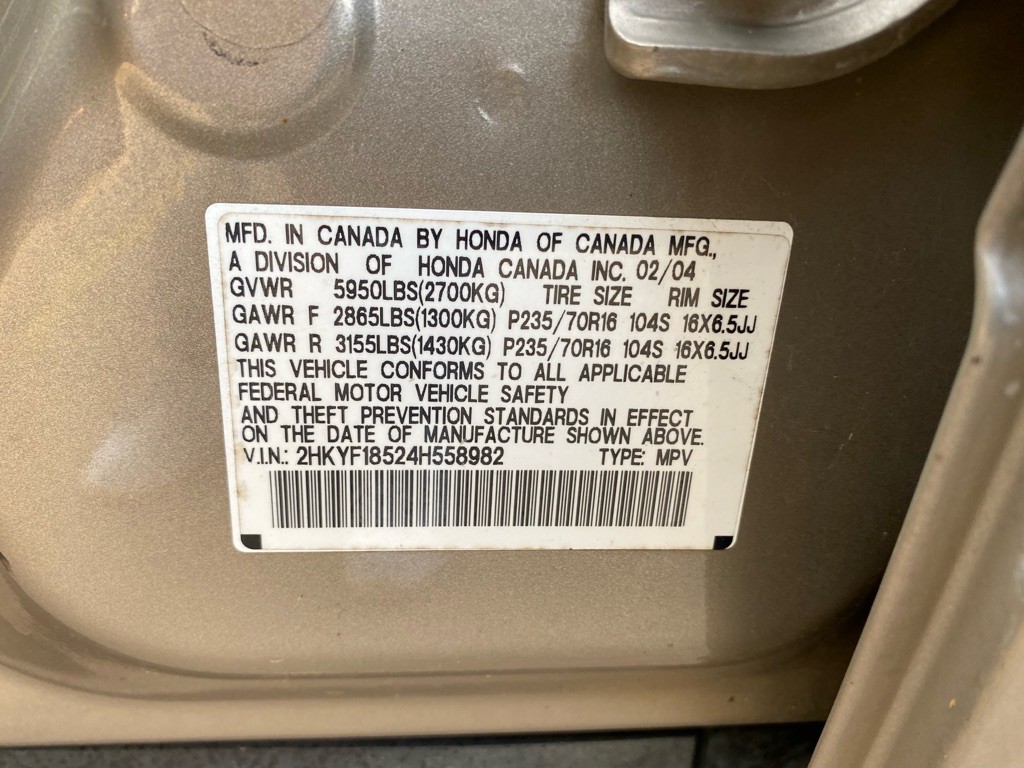 MFD. IN CANADA BY HONDA OF CANADA MFG.,
A DIVISION OF HONDA CANADA INC. 02/04
GVWR 5950LBS(2700KG) TIRE SIZE RIM SIZE
GAWR F 2865LBS(1300KG) P235/70R16 104S 16X6.5JJ
GAWR R 3155LBS(1430KG) P235/70R16 104S 16X6.5JJ
THIS VEHICLE CONFORMS TO ALL APPLICABLE
FEDERAL MOTOR VEHICLE SAFETY
AND THEFT PREVENTION STANDARDS IN EFFECT
ON THE DATE OF MANUFACTURE SHOWN ABOVE.
V.I.N.: 2HKYF18524H558982 TYPE: MPV